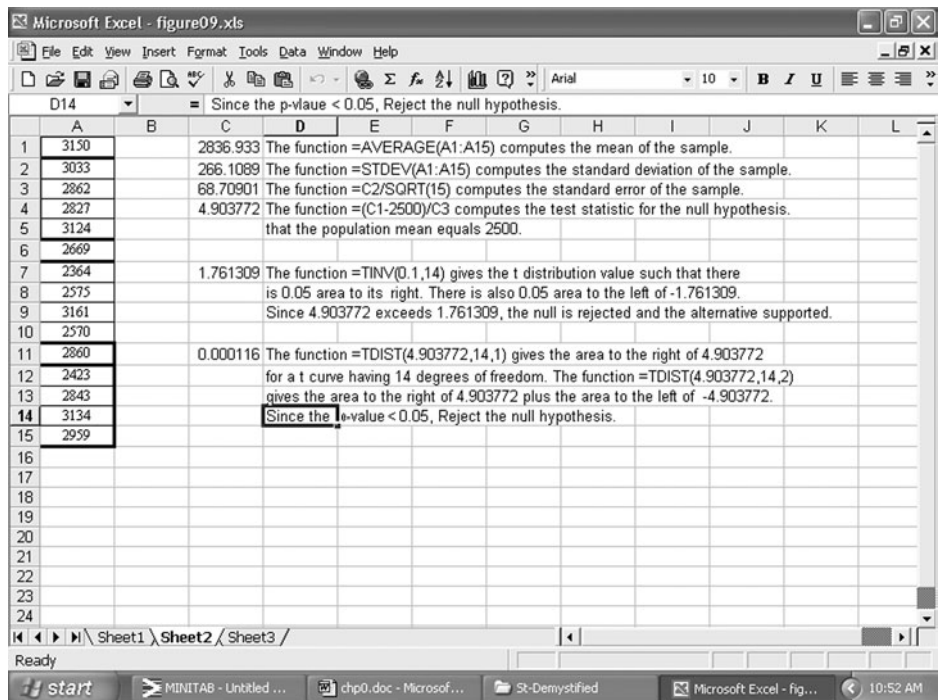 Microsoft Excel - figure09.xls
File Edit View Insert Format Tools Data Window Help
Arial 10 B I U
D14 = Since the p-vlaue < 0.05, Reject the null hypothesis.
A B C D E F G H I J K L
1 3150 2836.933 The function =AVERAGE(A1:A15) computes the mean of the sample.
2 3033 266.1089 The function =STDEV(A1:A15) computes the standard deviation of the sample.
3 2862 68.70901 The function =C2/SQRT(15) computes the standard error of the sample.
4 2827 4.903772 The function =(C1-2500)/C3 computes the test statistic for the null hypothesis.
5 3124 that the population mean equals 2500.
6 2669
7 2364 1.761309 The function =TINV(0.1,14) gives the t distribution value such that there
8 2575 is 0.05 area to its right. There is also 0.05 area to the left of -1.761309.
9 3161 Since 4.903772 exceeds 1.761309, the null is rejected and the alternative supported.
10 2570
11 2860 0.000116 The function =TDIST(4.903772,14,1) gives the area to the right of 4.903772
12 2423 for a t curve having 14 degrees of freedom. The function =TDIST(4.903772,14,2)
13 2843 gives the area to the right of 4.903772 plus the area to the left of -4.903772.
14 3134 Since the p-value < 0.05, Reject the null hypothesis.
15 2959
16
17
18
19
20
21
22
23
24
Sheet1 Sheet2 Sheet3
Ready
start MINITAB - Untitled ... chp0.doc - Microsof... St-Demystified Microsoft Excel - fig... 10:52 AM